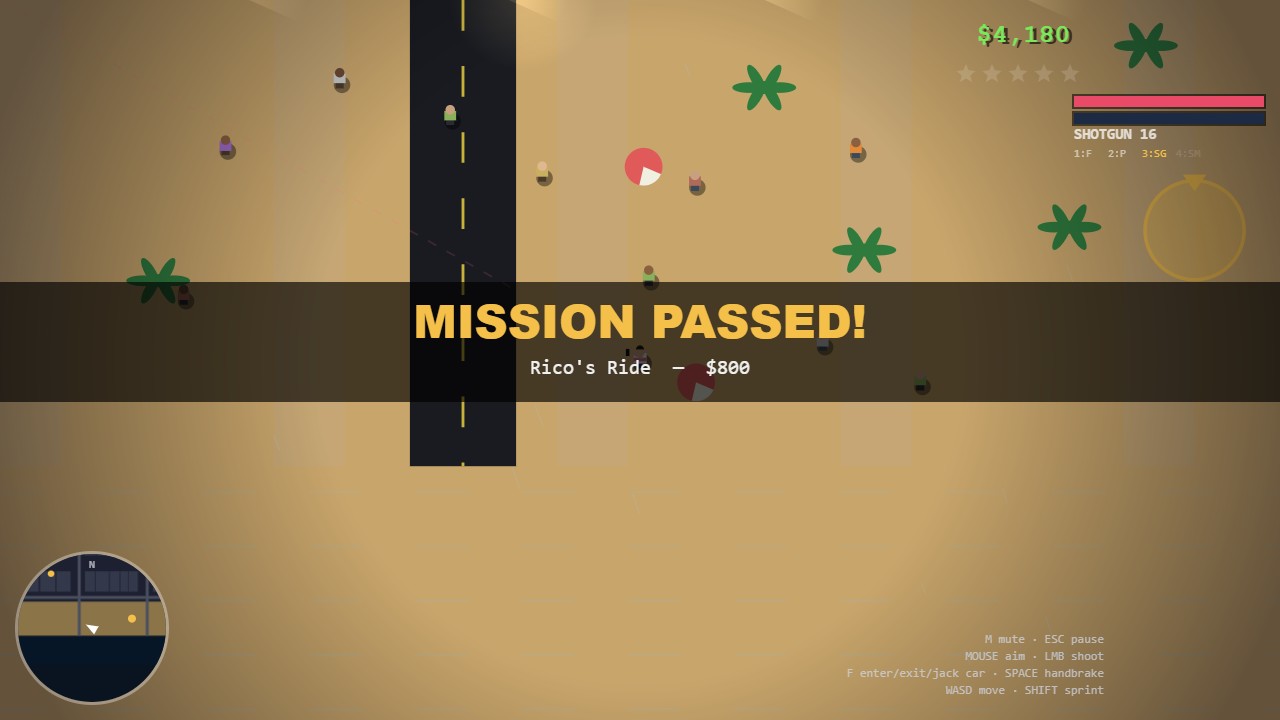 $4,180
SHOTGUN 16
1:F 2:P 3:SG 4:SM
MISSION PASSED!
Rico's Ride — $800
N
M mute · ESC pause
MOUSE aim · LMB shoot
F enter/exit/jack car · SPACE handbrake
WASD move · SHIFT sprint